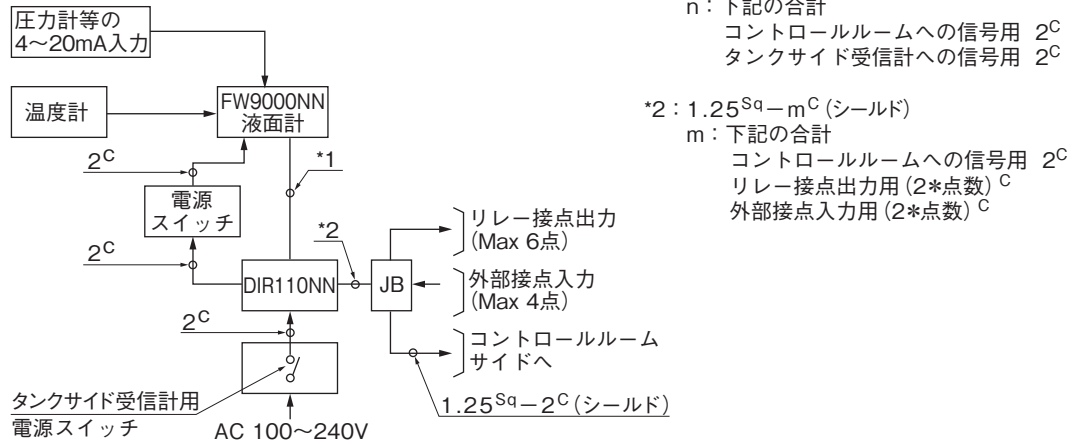 圧力計等の
4〜20mA入力
温度計
FW9000NN
液面計
2C
*1
電源
スイッチ
2C
*2
DIR110NN
JB
リレー接点出力
(Max 6点)
外部接点入力
(Max 4点)
コントロールルーム
サイドへ
2C
タンクサイド受信計用
電源スイッチ
AC 100〜240V
1.25Sq−2C(シールド)
n：下記の合計
コントロールルームへの信号用 2C
タンクサイド受信計への信号用 2C
*2：1.25Sq−mC(シールド)
m：下記の合計
コントロールルームへの信号用 2C
リレー接点出力用(2*点数)C
外部接点入力用(2*点数)C